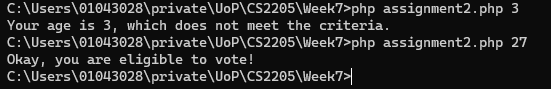 C:\Users\01043028\private\UoP\CS2205\Week7>php assignment2.php 3
Your age is 3, which does not meet the criteria.
C:\Users\01043028\private\UoP\CS2205\Week7>php assignment2.php 27
Okay, you are eligible to vote!
C:\Users\01043028\private\UoP\CS2205\Week7>